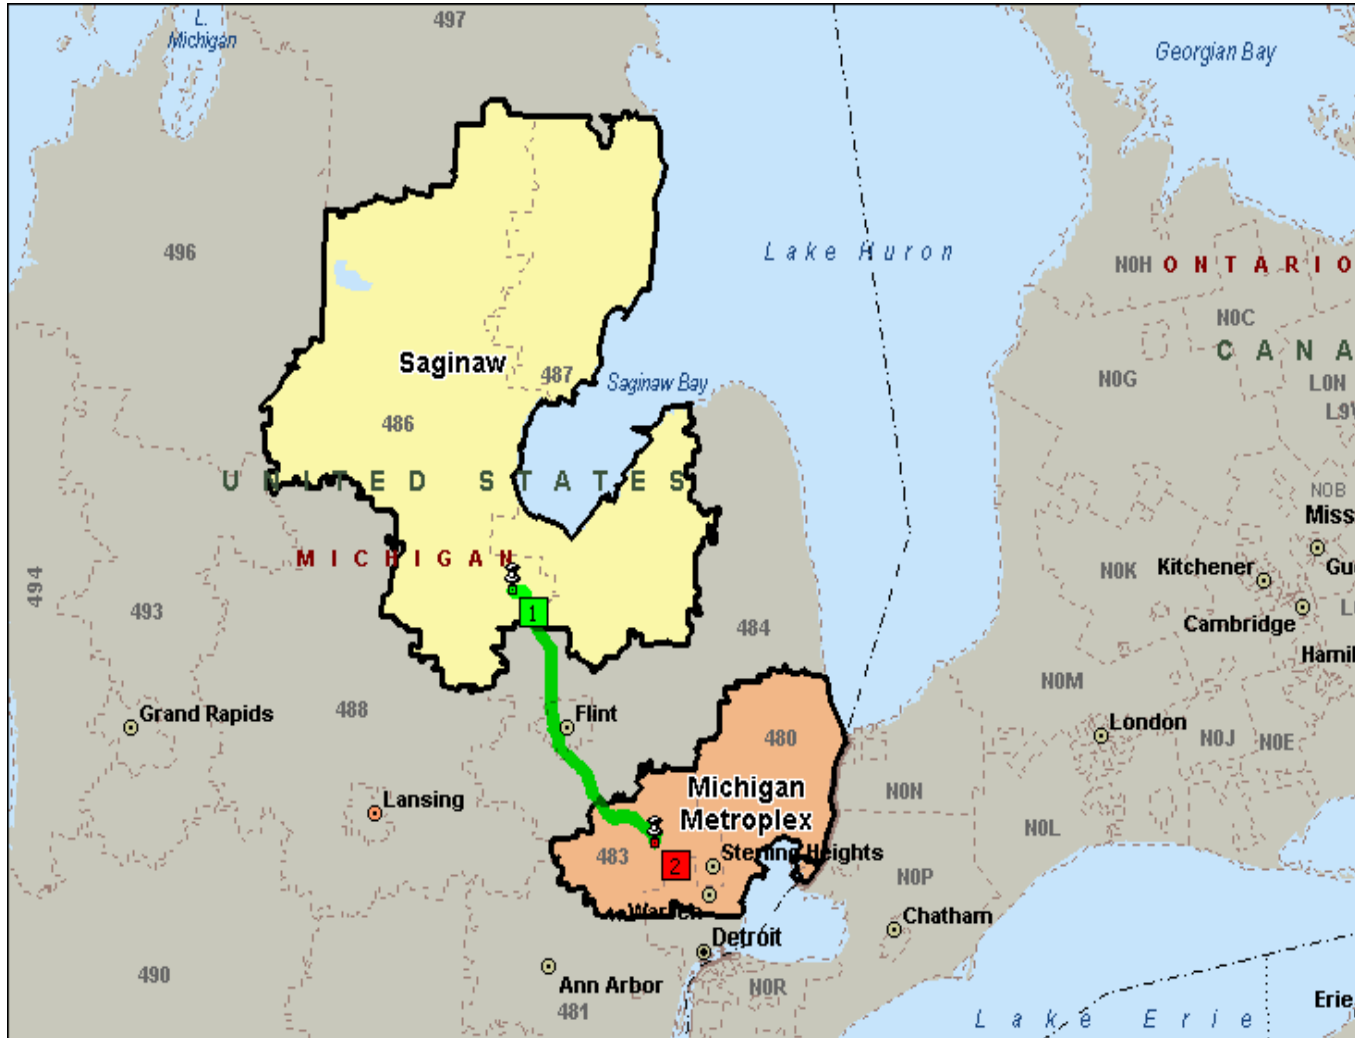 497
L.
Michigan
Georgian Bay
496
Lake Huron
N0H
ONTARIO
N0C
CANA
Saginaw
487
Saginaw Bay
N0G
L0N
L9
486
UNITED STATES
N0B
Miss
MICHIGAN
Kitchener
Gu
494
N0K
493
1
Cambridge
484
Hamil
N0M
488
Grand Rapids
Flint
480
London
N0J
N0E
Michigan
Metroplex
N0N
Lansing
N0L
483
Sterling Heights
2
N0P
Warren
Chatham
Detroit
490
Ann Arbor
N0R
481
Erie
Lake Erie